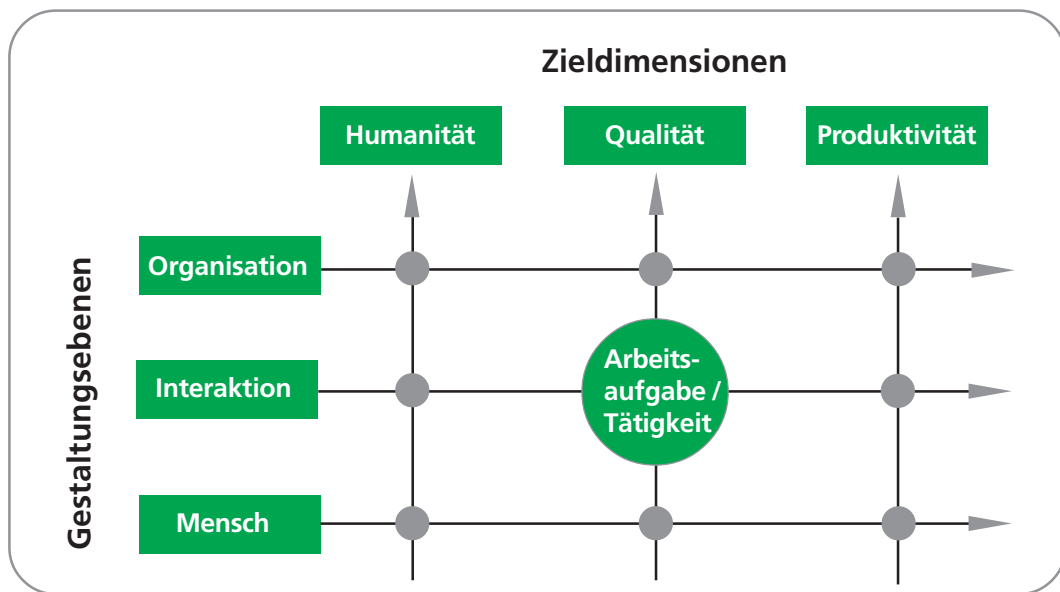 Zieldimensionen
Humanität
Qualität
Produktivität
Gestaltungsebenen
Organisation
Interaktion
Arbeits-
aufgabe /
Tätigkeit
Mensch